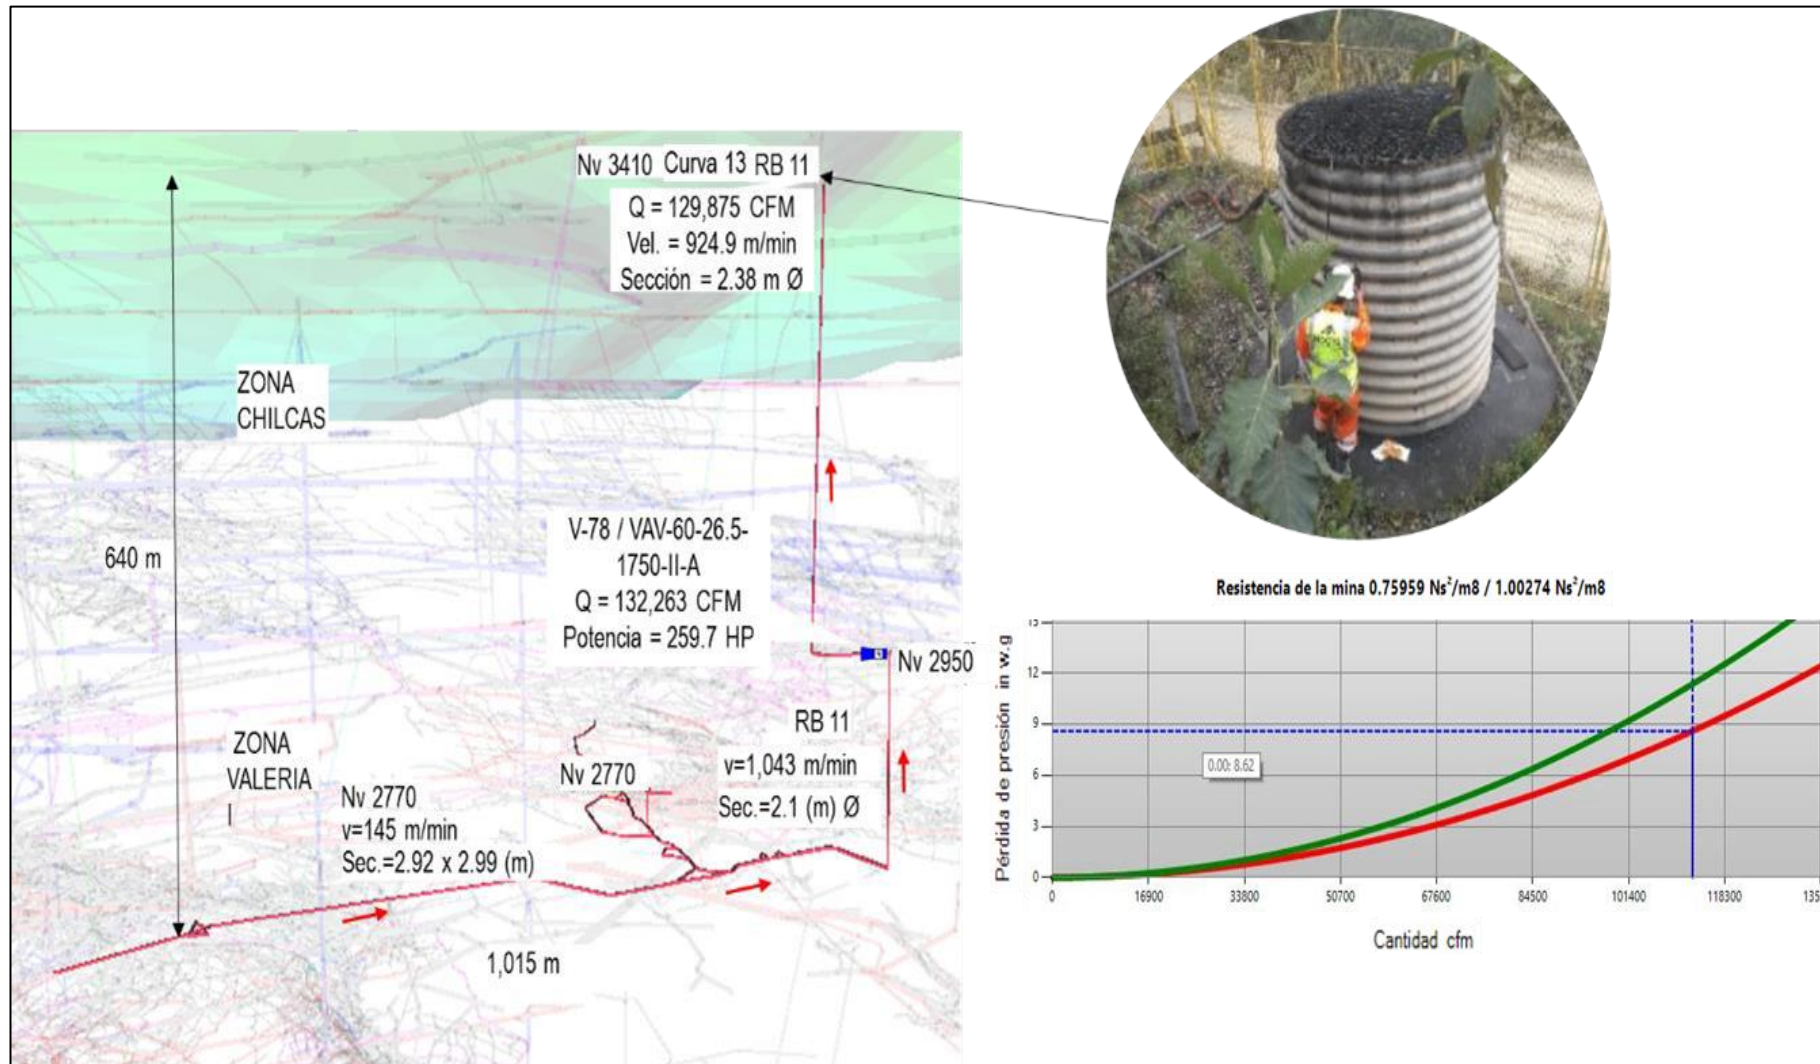 Nv 3410 Curva 13 RB 11
Q = 129,875 CFM
Vel. = 924.9 m/min
Sección = 2.38 m Ø
ZONA
CHILCAS
640 m
V-78 / VAV-60-26.5-
1750-II-A
Q = 132,263 CFM
Potencia = 259.7 HP
Nv 2950
RB 11
v=1,043 m/min
Sec.=2.1 (m) Ø
Nv 2770
ZONA
VALERIA
I
Nv 2770
v=145 m/min
Sec.=2.92 x 2.99 (m)
1,015 m
Resistencia de la mina 0.75959 Ns²/m8 / 1.00274 Ns²/m8
Pérdida de presión in w.g
15
12
9
6
3
0
0.00: 8.62
0 16900 33800 50700 67600 84500 101400 118300 135
Cantidad cfm